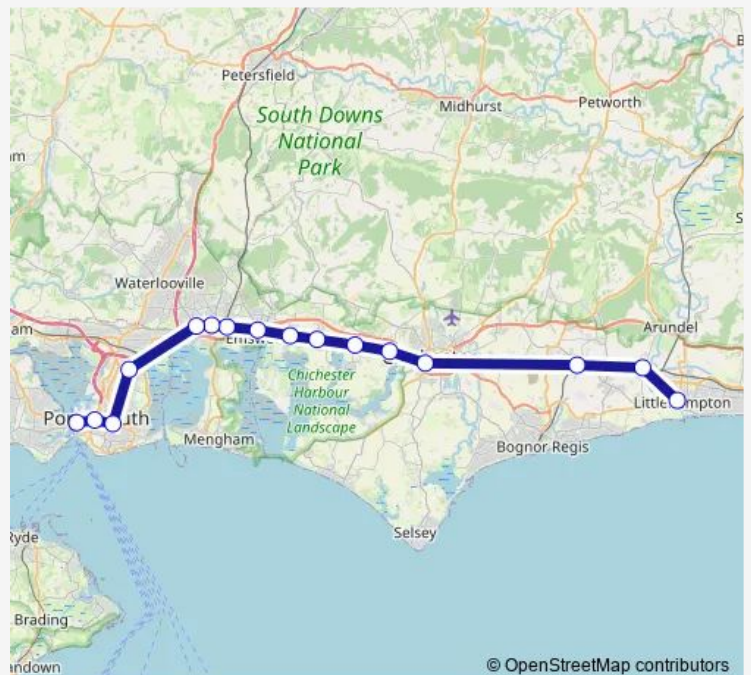 Petersfield
South Downs
National
Park
Midhurst
Petworth
Waterlooville
Arundel
Chichester
Harbour
National
Landscape
Mengham
Bognor Regis
Selsey
Ryde
Brading
© OpenStreetMap contributors